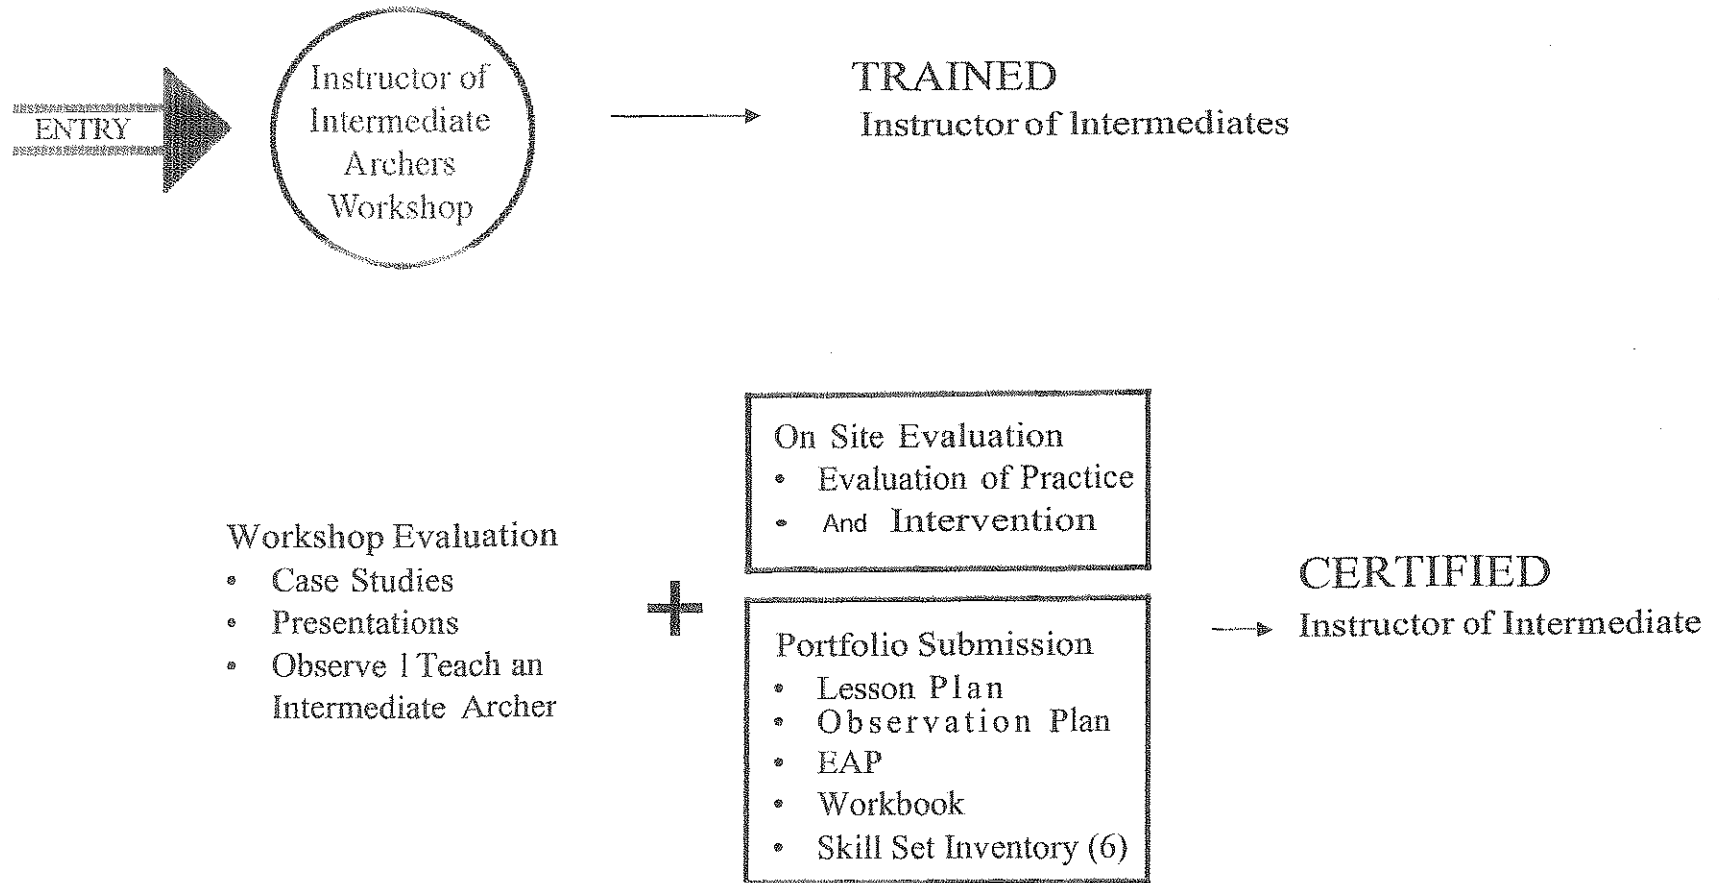 ENTRY
Instructor of
Intermediate
Archers
Workshop
TRAINED
Instructor of Intermediates
Workshop Evaluation
• Case Studies
• Presentations
• Observe l Teach an
Intermediate Archer
+
On Site Evaluation
• Evaluation of Practice
• And Intervention
Portfolio Submission
• Lesson Plan
• Observation Plan
• EAP
• Workbook
• Skill Set Inventory (6)
CERTIFIED
Instructor of Intermediate